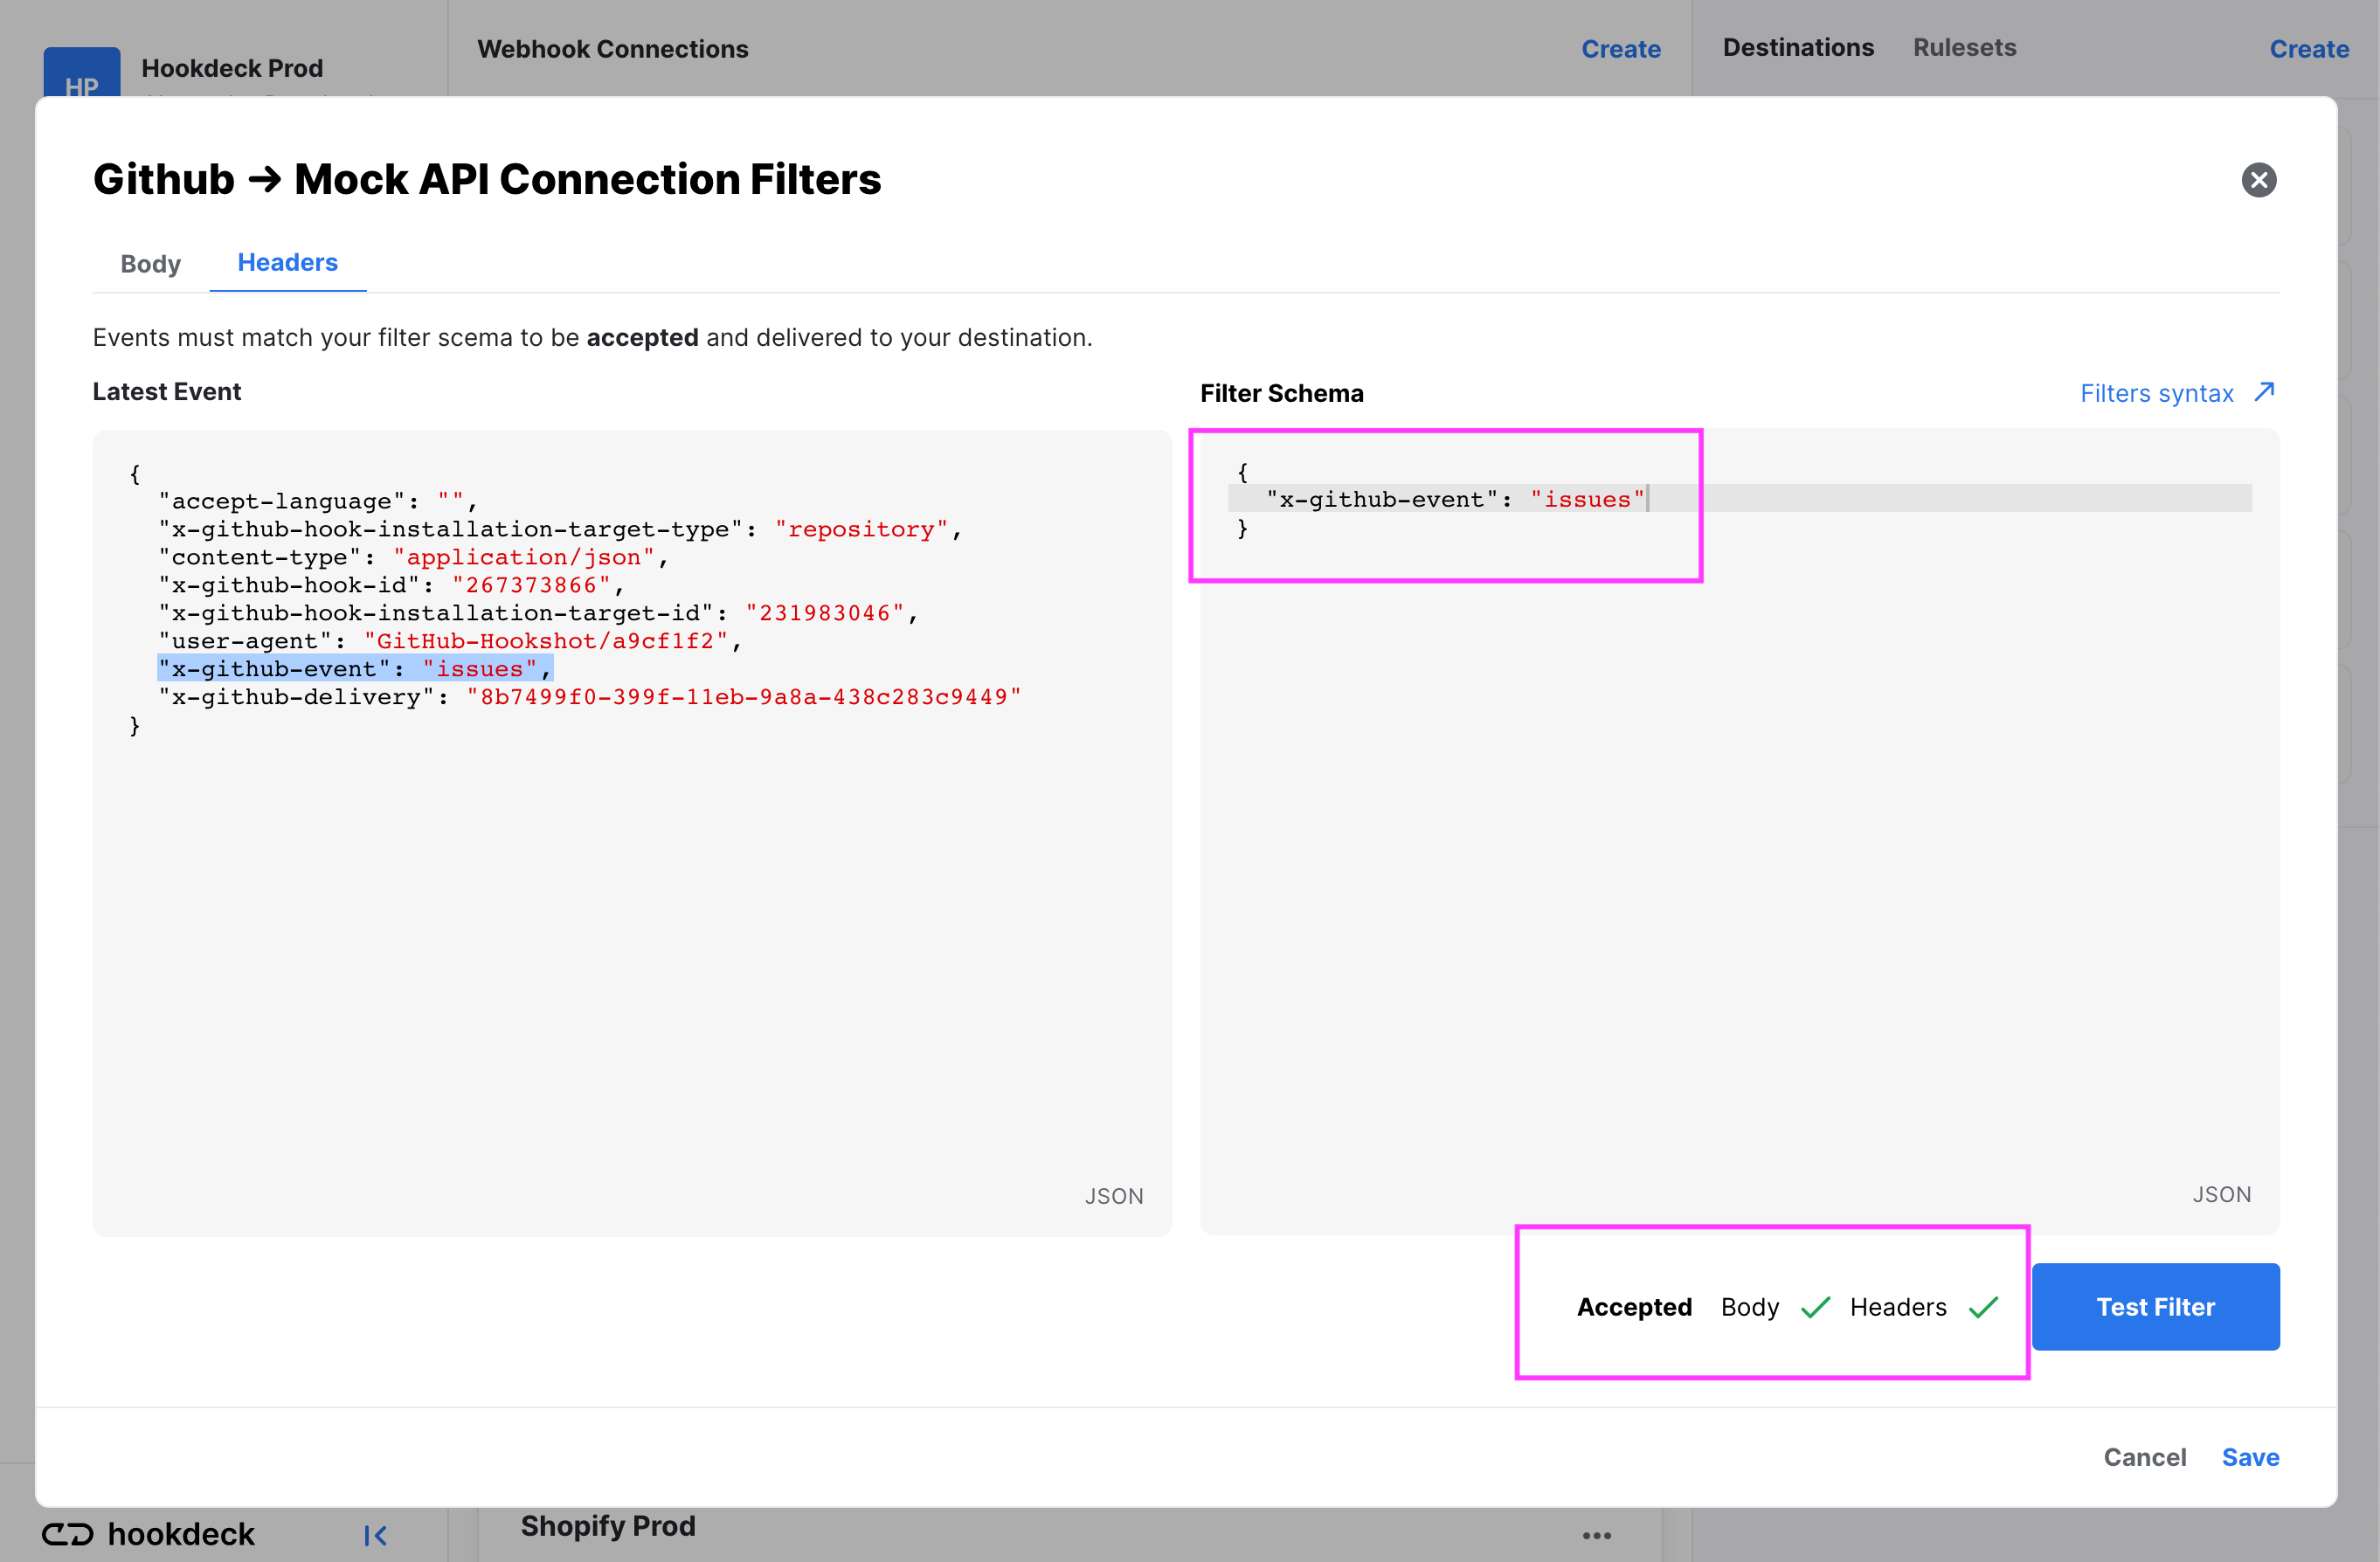 Hookdeck Prod
HP
Webhook Connections
Create
Destinations
Rulesets
Create
Github → Mock API Connection Filters
Body
Headers
Events must match your filter scema to be accepted and delivered to your destination.
Latest Event
{
"accept-language": "",
"x-github-hook-installation-target-type": "repository",
"content-type": "application/json",
"x-github-hook-id": "267373866",
"x-github-hook-installation-target-id": "231983046",
"user-agent": "GitHub-Hookshot/a9cf1f2",
"x-github-event": "issues",
"x-github-delivery": "8b7499f0-399f-11eb-9a8a-438c283c9449"
}
JSON
Filter Schema
Filters syntax
{
"x-github-event": "issues"
}
JSON
Accepted Body Headers
Test Filter
Cancel
Save
hookdeck
Shopify Prod